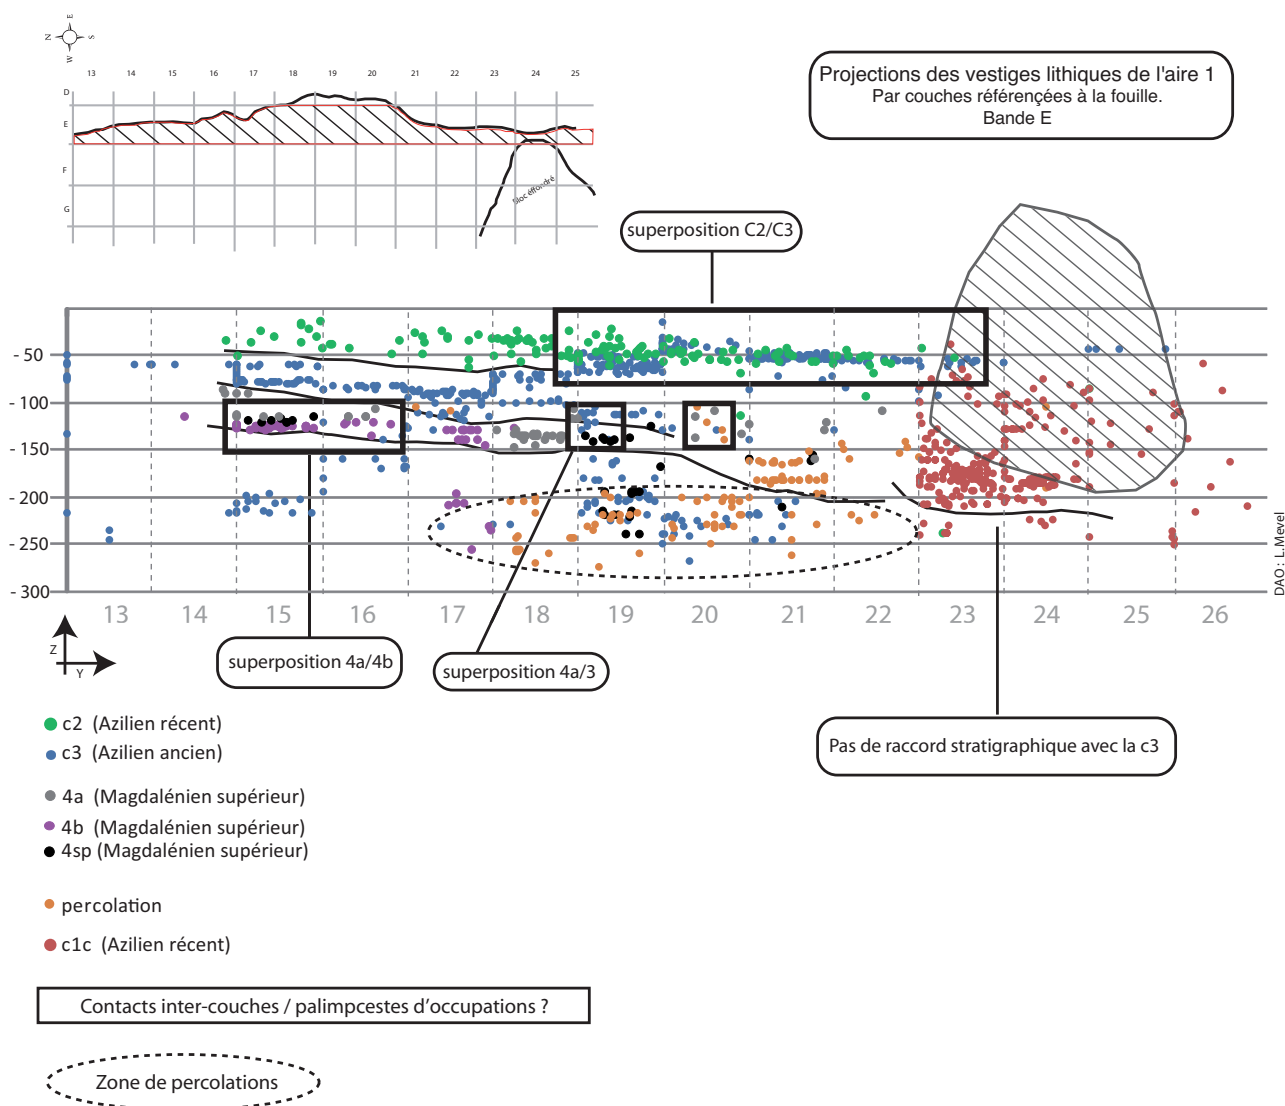 E
N
S
W
13 14 15 16 17 18 19 20 21 22 23 24 25
D
E
F
G
bloc éffondré
Projections des vestiges lithiques de l'aire 1
Par couches référençées à la fouille.
Bande E
superposition C2/C3
- 50
- 100
- 150
- 200
- 250
- 300
13 14 15 16 17 18 19 20 21 22 23 24 25 26
DAO : L.Mevel
Z
Y
superposition 4a/4b
superposition 4a/3
Pas de raccord stratigraphique avec la c3
c2 (Azilien récent)
c3 (Azilien ancien)
4a (Magdalénien supérieur)
4b (Magdalénien supérieur)
4sp (Magdalénien supérieur)
percolation
c1c (Azilien récent)
Contacts inter-couches / palimpcestes d'occupations ?
Zone de percolations